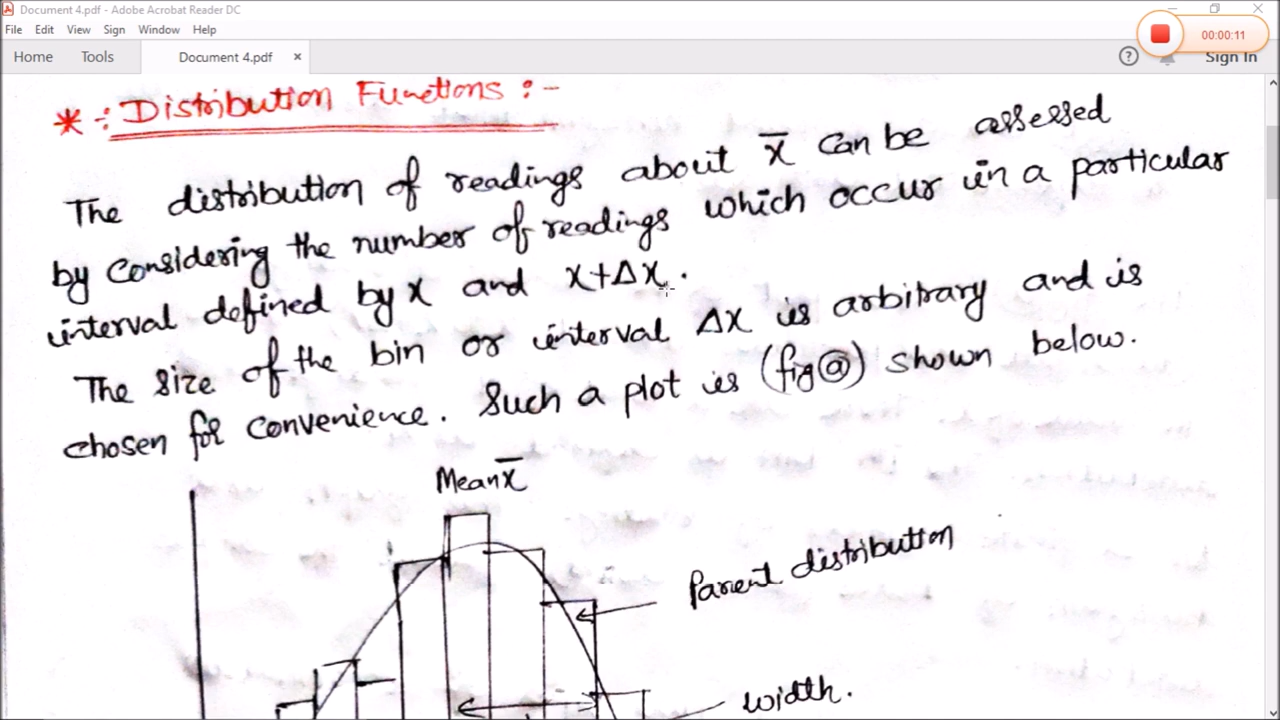 Document 4.pdf - Adobe Acrobat Reader DC
File Edit View Sign Window Help
00:00:11
Home Tools Document 4.pdf × Sign In
* :- Distribution Functions :-
The distribution of readings about x̄ can be assessed
by considering the number of readings which occur in a particular
interval defined by x and x+Δx.
The size of the bin or interval Δx is arbitrary and is
chosen for convenience. Such a plot is (fig ⓐ) shown below.
Mean x̄
Parent distribution
width.